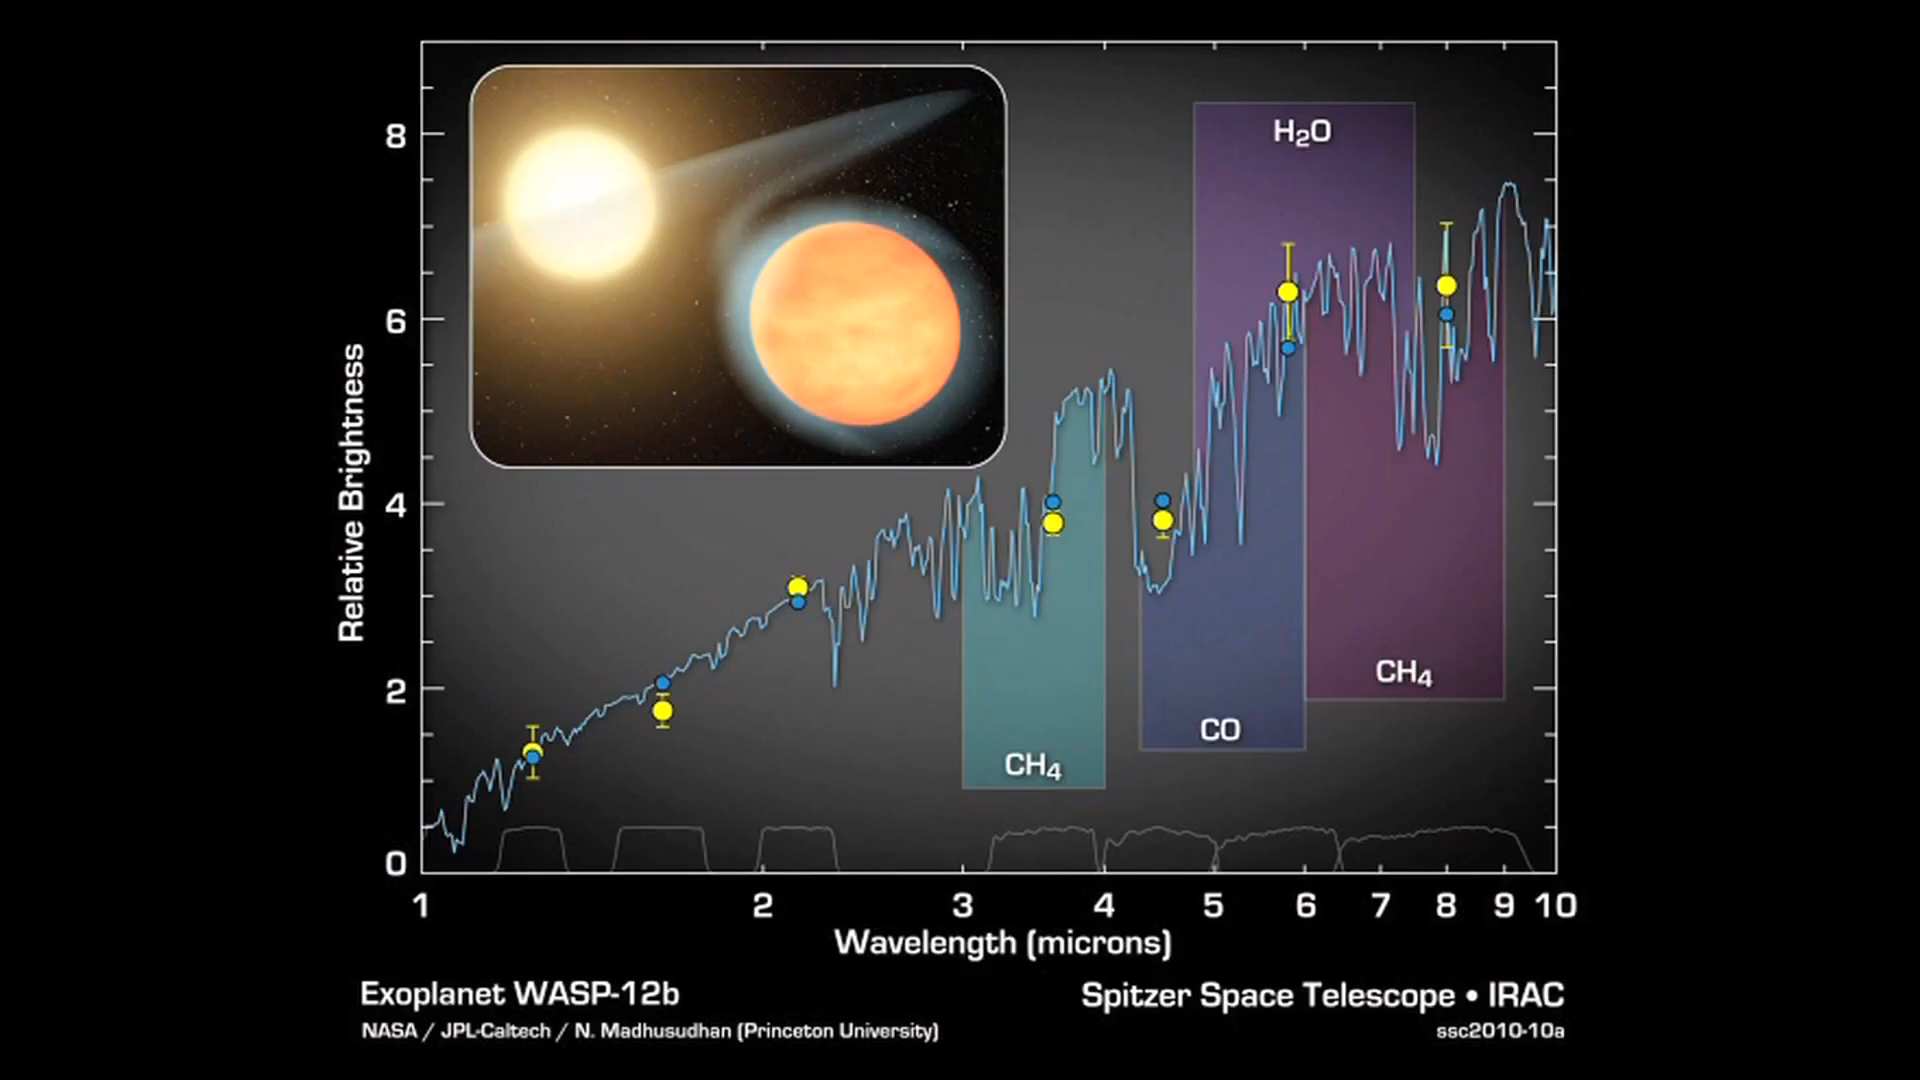 H₂O
8
6
4
2
0
Relative Brightness
CH₄
CO
CH₄
1 2 3 4 5 6 7 8 9 10
Wavelength (microns)
Exoplanet WASP-12b
NASA / JPL-Caltech / N. Madhusudhan (Princeton University)
Spitzer Space Telescope • IRAC
ssc2010-10a